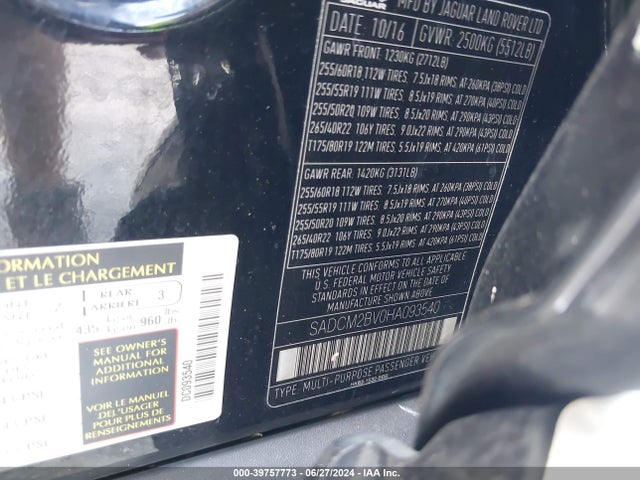 JAGUAR MFD BY JAGUAR LAND ROVER LTD
DATE: 10/16 GVWR: 2500KG (5512LB)
GAWR FRONT: 1230KG (2712LB)
255/60R18 112W TIRES, 7.5Jx18 RIMS, AT 260KPA (38PSI) COLD
255/55R19 111W TIRES, 8.5Jx19 RIMS, AT 270KPA (40PSI) COLD
255/50R20 109W TIRES, 8.5Jx20 RIMS, AT 290KPA (43PSI) COLD
265/40R22 106Y TIRES, 9.0Jx22 RIMS, AT 290KPA (43PSI) COLD
T175/80R19 122M TIRES, 5.5Jx19 RIMS, AT 420KPA (61PSI) COLD
GAWR REAR: 1420KG (3131LB)
255/60R18 112W TIRES, 7.5Jx18 RIMS, AT 260KPA (38PSI) COLD
255/55R19 111W TIRES, 8.5Jx19 RIMS, AT 270KPA (40PSI) COLD
255/50R20 109W TIRES, 8.5Jx20 RIMS, AT 290KPA (43PSI) COLD
265/40R22 106Y TIRES, 9.0Jx22 RIMS, AT 290KPA (43PSI) COLD
T175/80R19 122M TIRES, 5.5Jx19 RIMS, AT 420KPA (61PSI) COLD
THIS VEHICLE CONFORMS TO ALL APPLICABLE
U.S. FEDERAL MOTOR VEHICLE SAFETY
EFFECT ON THE DATE OF MANUFACTURE
SADCM2BV0HA093540
TYPE: MULTI-PURPOSE PASSENGER
ORMATION
ET LE CHARGEMENT
REAR
ARRIERE 3
435 kg or 960 lbs
SEE OWNER'S
MANUAL FOR
ADDITIONAL
INFORMATION
VOIR LE MANUEL
DE L'USAGER
POUR PLUS DE
RENSEIGNEMENTS
DC093540
000-39757773 - 06/27/2024 - IAA Inc.